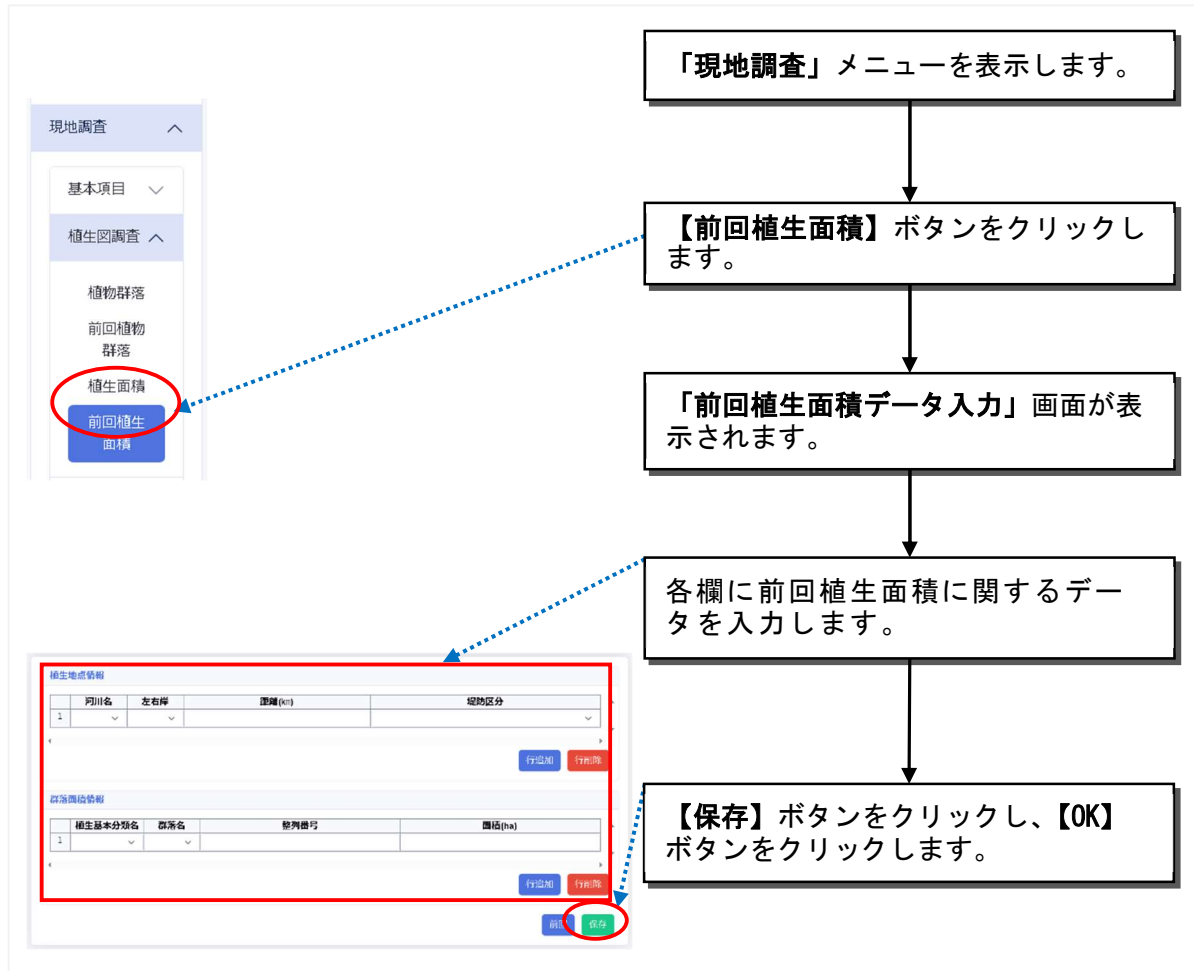 「現地調査」メニューを表示します。
現地調査
基本項目
植生図調査
植物群落
前回植物
群落
植生面積
前回植生
面積
【前回植生面積】ボタンをクリックし
ます。
「前回植生面積データ入力」画面が表
示されます。
各欄に前回植生面積に関するデー
タを入力します。
植生地点情報
河川名 左右岸 距離(km) 堤防区分
1
行追加 行削除
群落面積情報
植生基本分類名 群落名 整列番号 面積(ha)
1
行追加 行削除
前回 保存
【保存】ボタンをクリックし、【OK】
ボタンをクリックします。